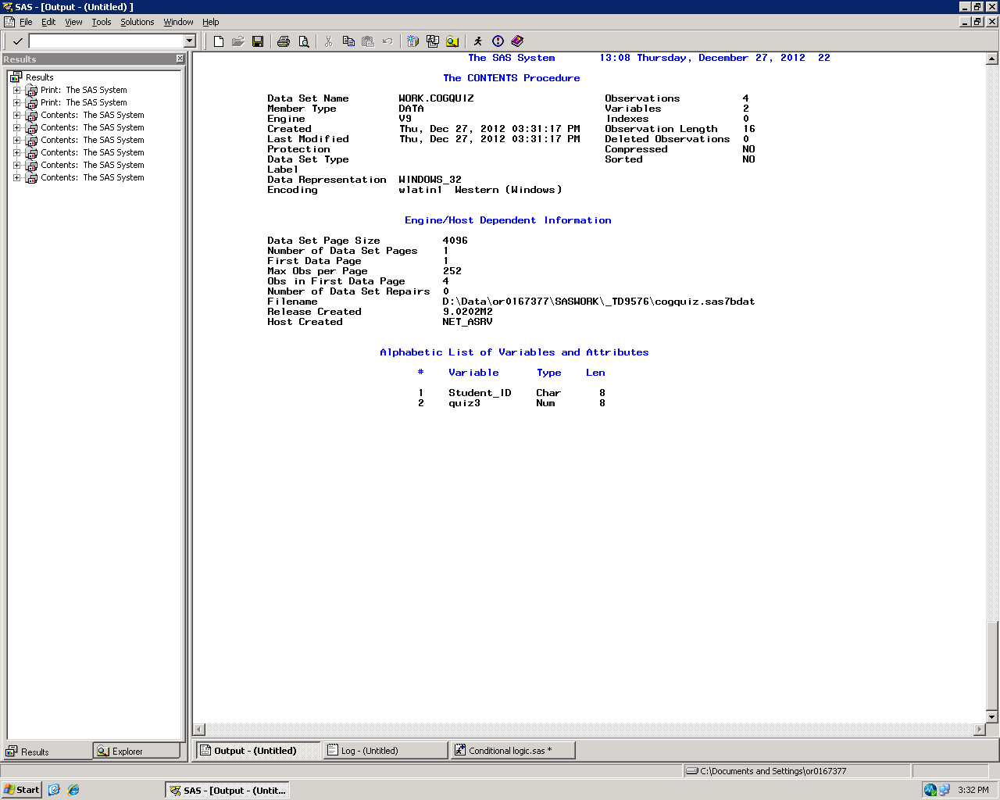 SAS - [Output - (Untitled) ]
File Edit View Tools Solutions Window Help
Results
Results
Print: The SAS System
Print: The SAS System
Contents: The SAS System
Contents: The SAS System
Contents: The SAS System
Contents: The SAS System
Contents: The SAS System
Contents: The SAS System
The SAS System 13:08 Thursday, December 27, 2012 22
The CONTENTS Procedure
Data Set Name WORK.COGQUIZ Observations 4
Member Type DATA Variables 2
Engine V9 Indexes 0
Created Thu, Dec 27, 2012 03:31:17 PM Observation Length 16
Last Modified Thu, Dec 27, 2012 03:31:17 PM Deleted Observations 0
Protection Compressed NO
Data Set Type Sorted NO
Label
Data Representation WINDOWS_32
Encoding wlatin1 Western (Windows)
Engine/Host Dependent Information
Data Set Page Size 4096
Number of Data Set Pages 1
First Data Page 1
Max Obs per Page 252
Obs in First Data Page 4
Number of Data Set Repairs 0
Filename D:\Data\or0167377\SASWORK\_TD9576\cogquiz.sas7bdat
Release Created 9.0202M2
Host Created NET_ASRV
Alphabetic List of Variables and Attributes
# Variable Type Len
1 Student_ID Char 8
2 quiz3 Num 8
Results Explorer
Output - (Untitled) Log - (Untitled) Conditional logic.sas *
C:\Documents and Settings\or0167377
Start SAS - [Output - (Untit... 3:32 PM